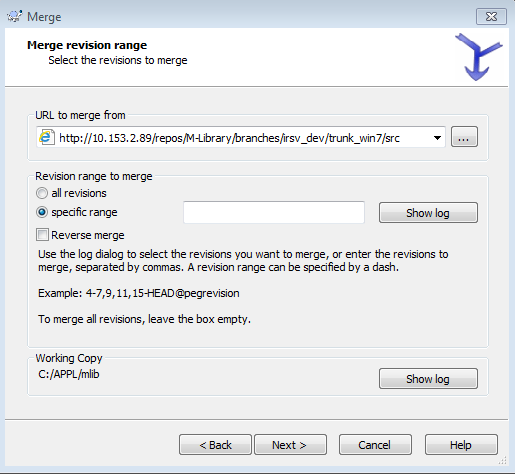 Merge
Merge revision range
Select the revisions to merge
URL to merge from
http://10.153.2.89/repos/M-Library/branches/irsv_dev/trunk_win7/src
...
Revision range to merge
all revisions
specific range
Show log
Reverse merge
Use the log dialog to select the revisions you want to merge, or enter the revisions to
merge, separated by commas. A revision range can be specified by a dash.
Example: 4-7,9,11,15-HEAD@pegrevision
To merge all revisions, leave the box empty.
Working Copy
C:/APPL/mlib
Show log
< Back
Next >
Cancel
Help